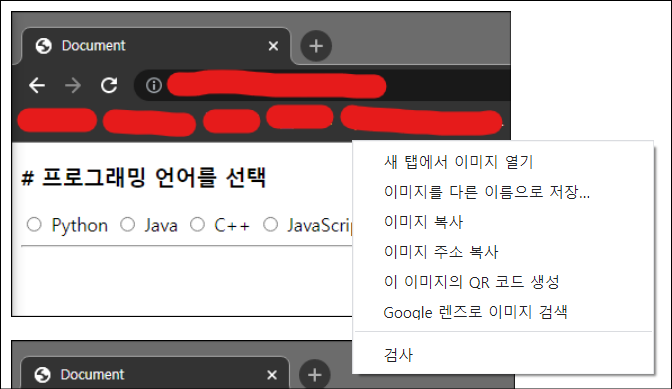 Document
새 탭에서 이미지 열기
# 프로그래밍 언어를 선택
이미지를 다른 이름으로 저장...
Python Java C++ JavaScrip
이미지 복사
이미지 주소 복사
이 이미지의 QR 코드 생성
Google 렌즈로 이미지 검색
검사
Document